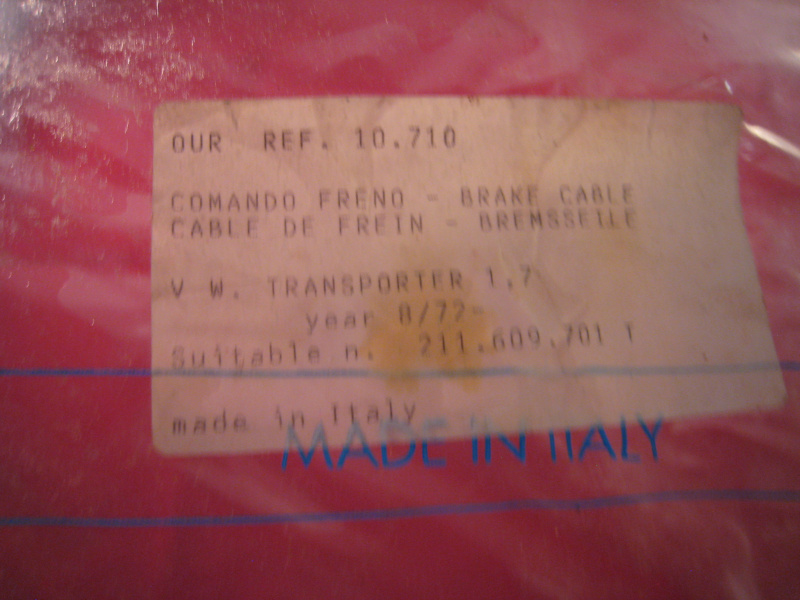 OUR REF. 10.710
COMANDO FRENO - BRAKE CABLE
CABLE DE FREIN - BREMSSEILE
V W. TRANSPORTER 1.7
year 8/72-
Suitable n. 211.609.701 T
made in Italy
MADE IN ITALY